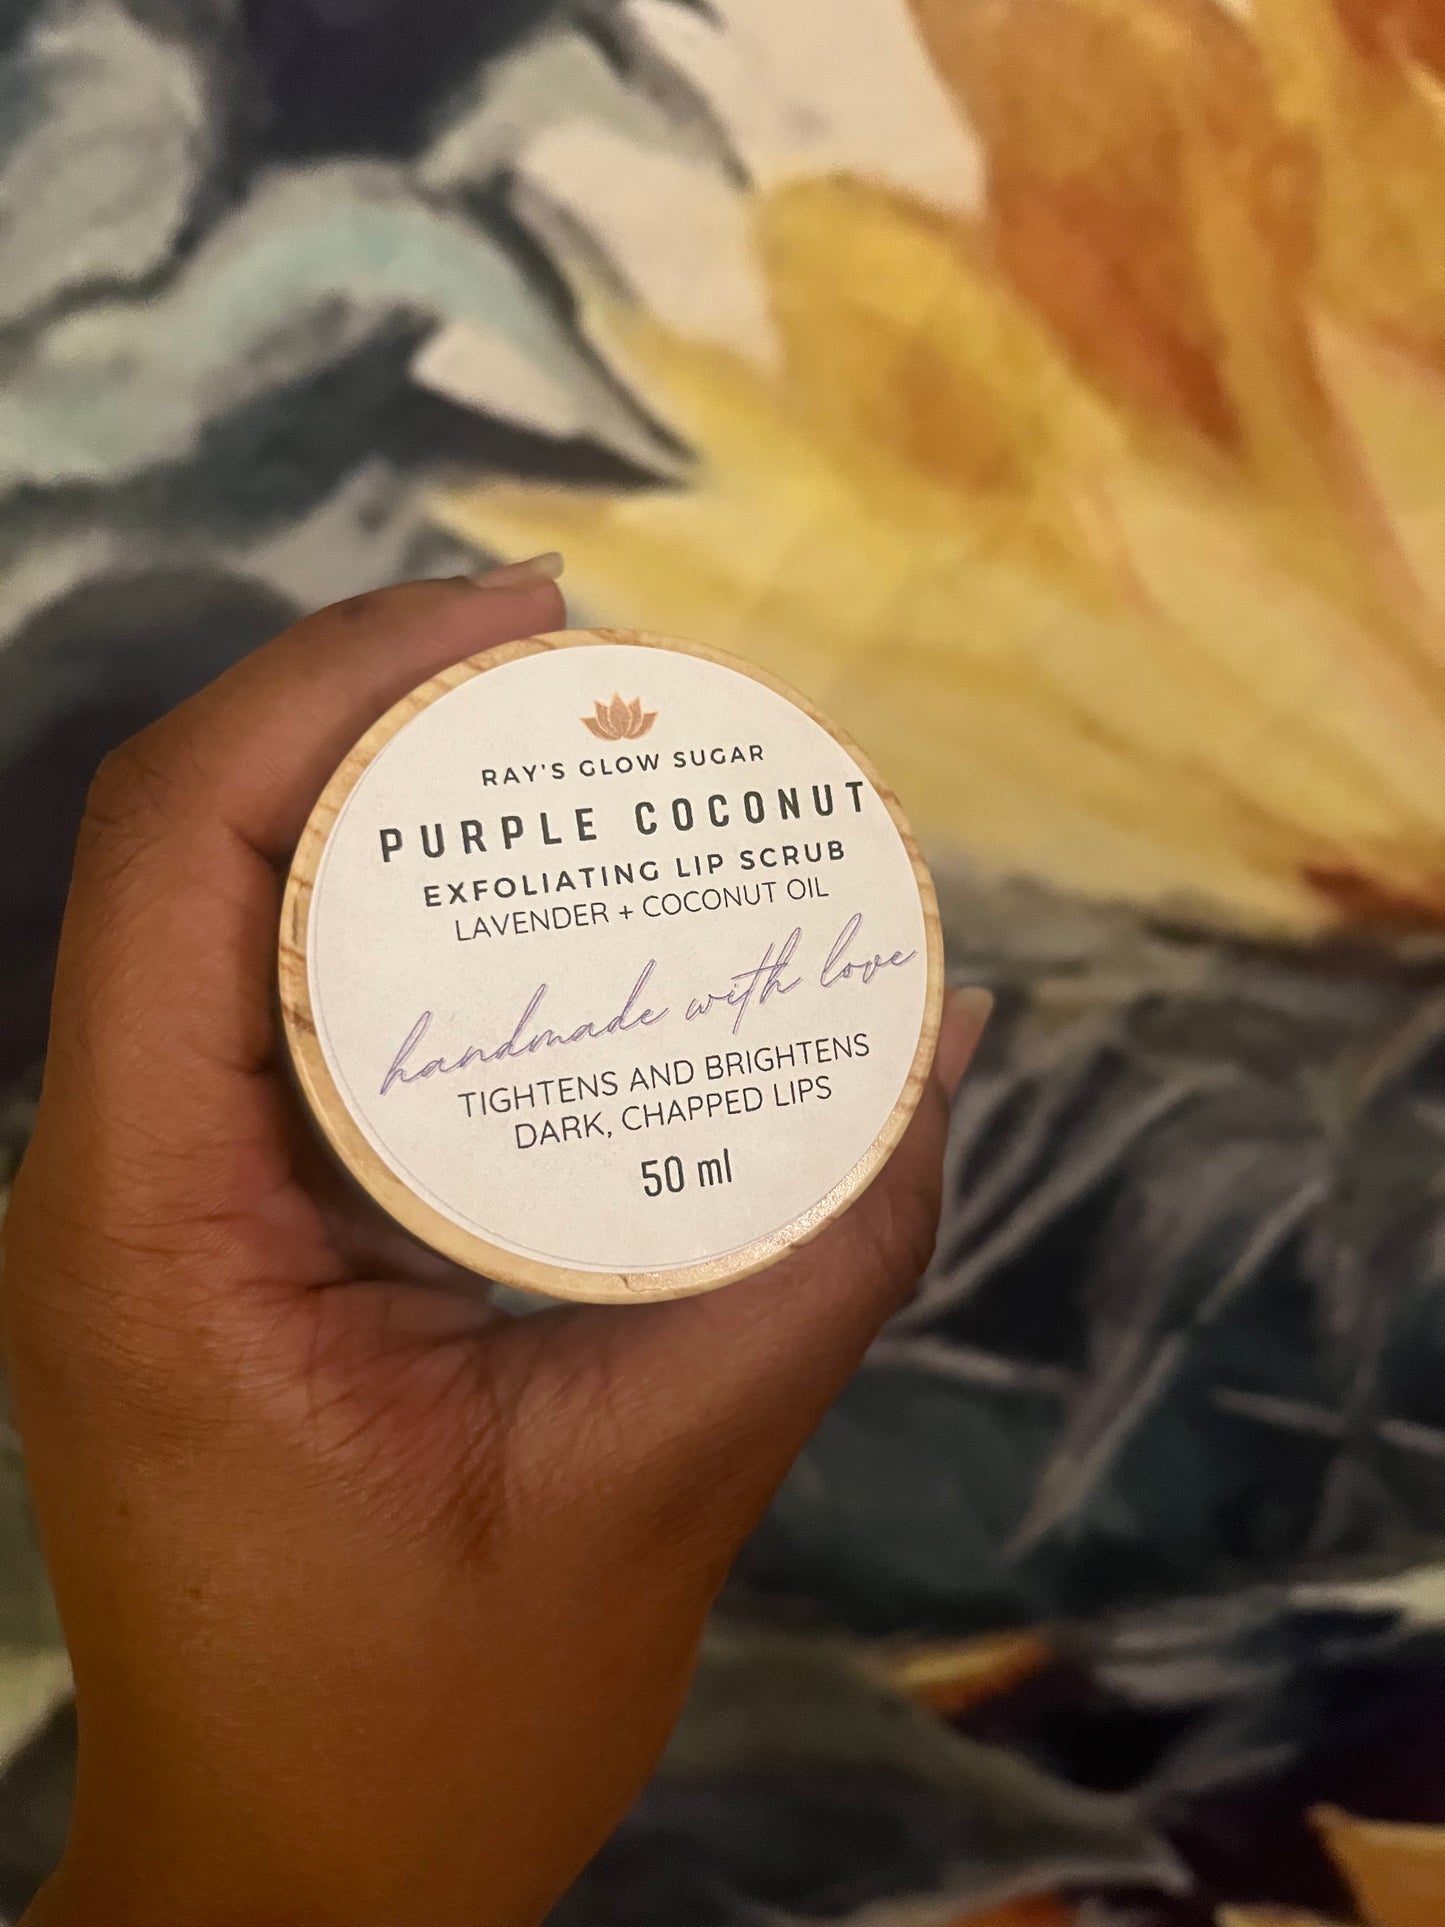 RAY'S GLOW SUGAR
PURPLE COCONUT
EXFOLIATING LIP SCRUB
LAVENDER + COCONUT OIL
handmade with love
TIGHTENS AND BRIGHTENS
DARK, CHAPPED LIPS
50 ml